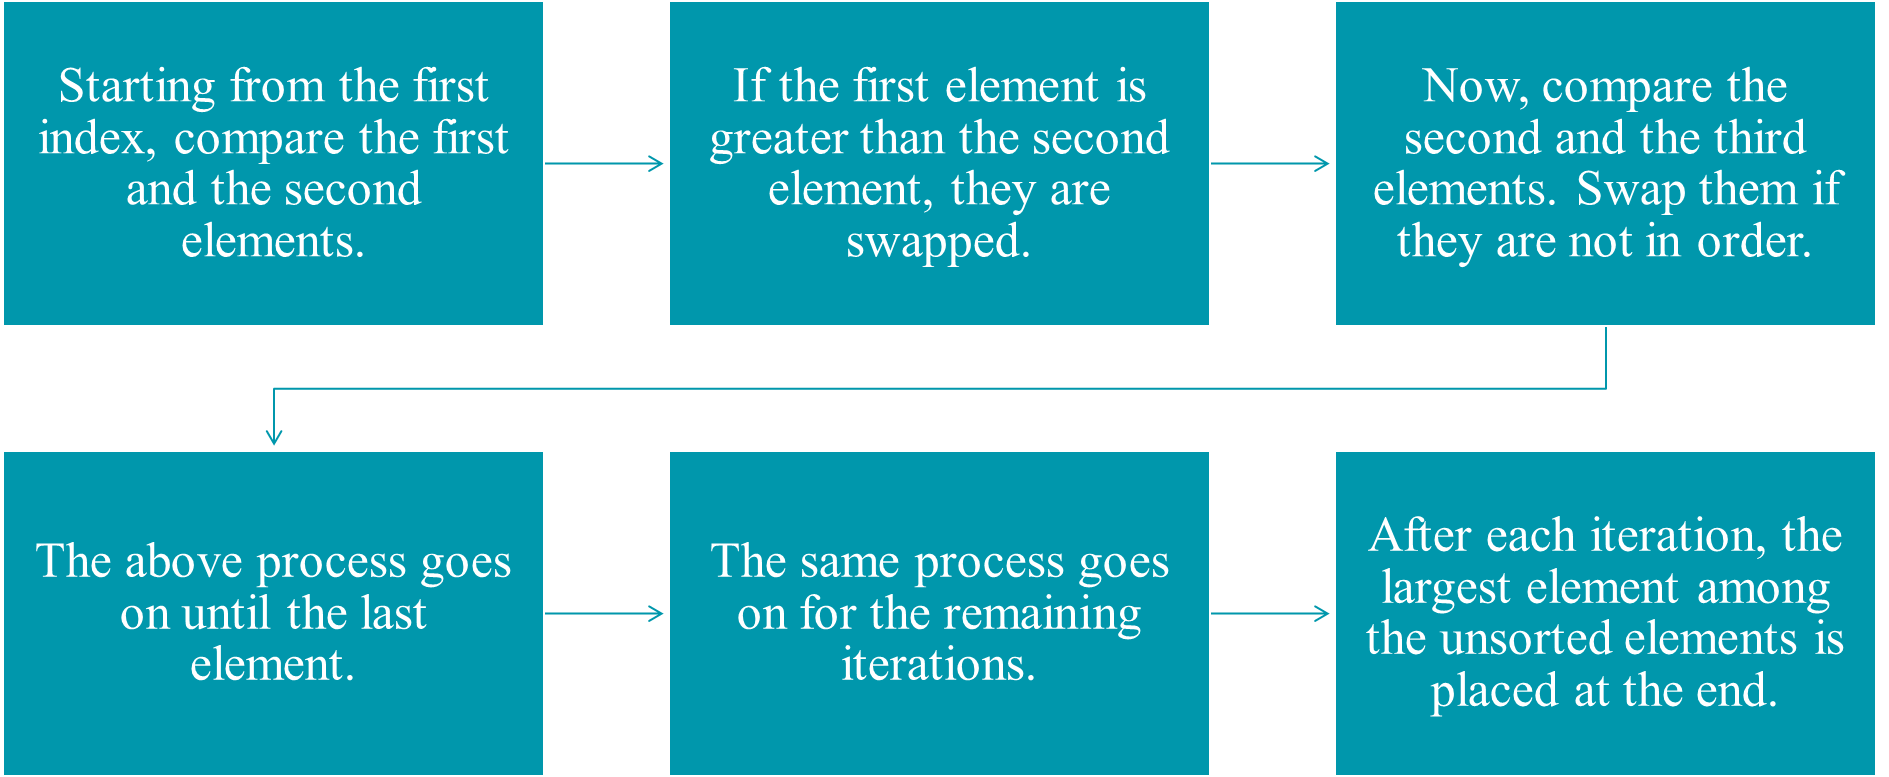 Starting from the first
index, compare the first
and the second
elements.
If the first element is
greater than the second
element, they are
swapped.
Now, compare the
second and the third
elements. Swap them if
they are not in order.
The above process goes
on until the last
element.
The same process goes
on for the remaining
iterations.
After each iteration, the
largest element among
the unsorted elements is
placed at the end.